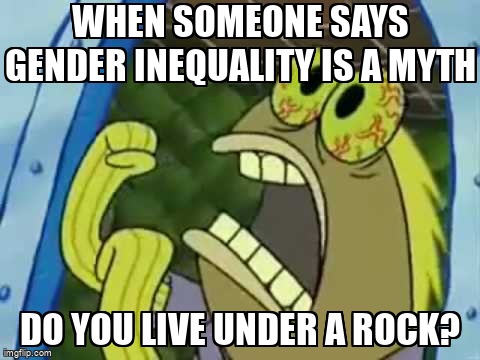 WHEN SOMEONE SAYS
GENDER INEQUALITY IS A MYTH
DO YOU LIVE UNDER A ROCK?
imgflip.com